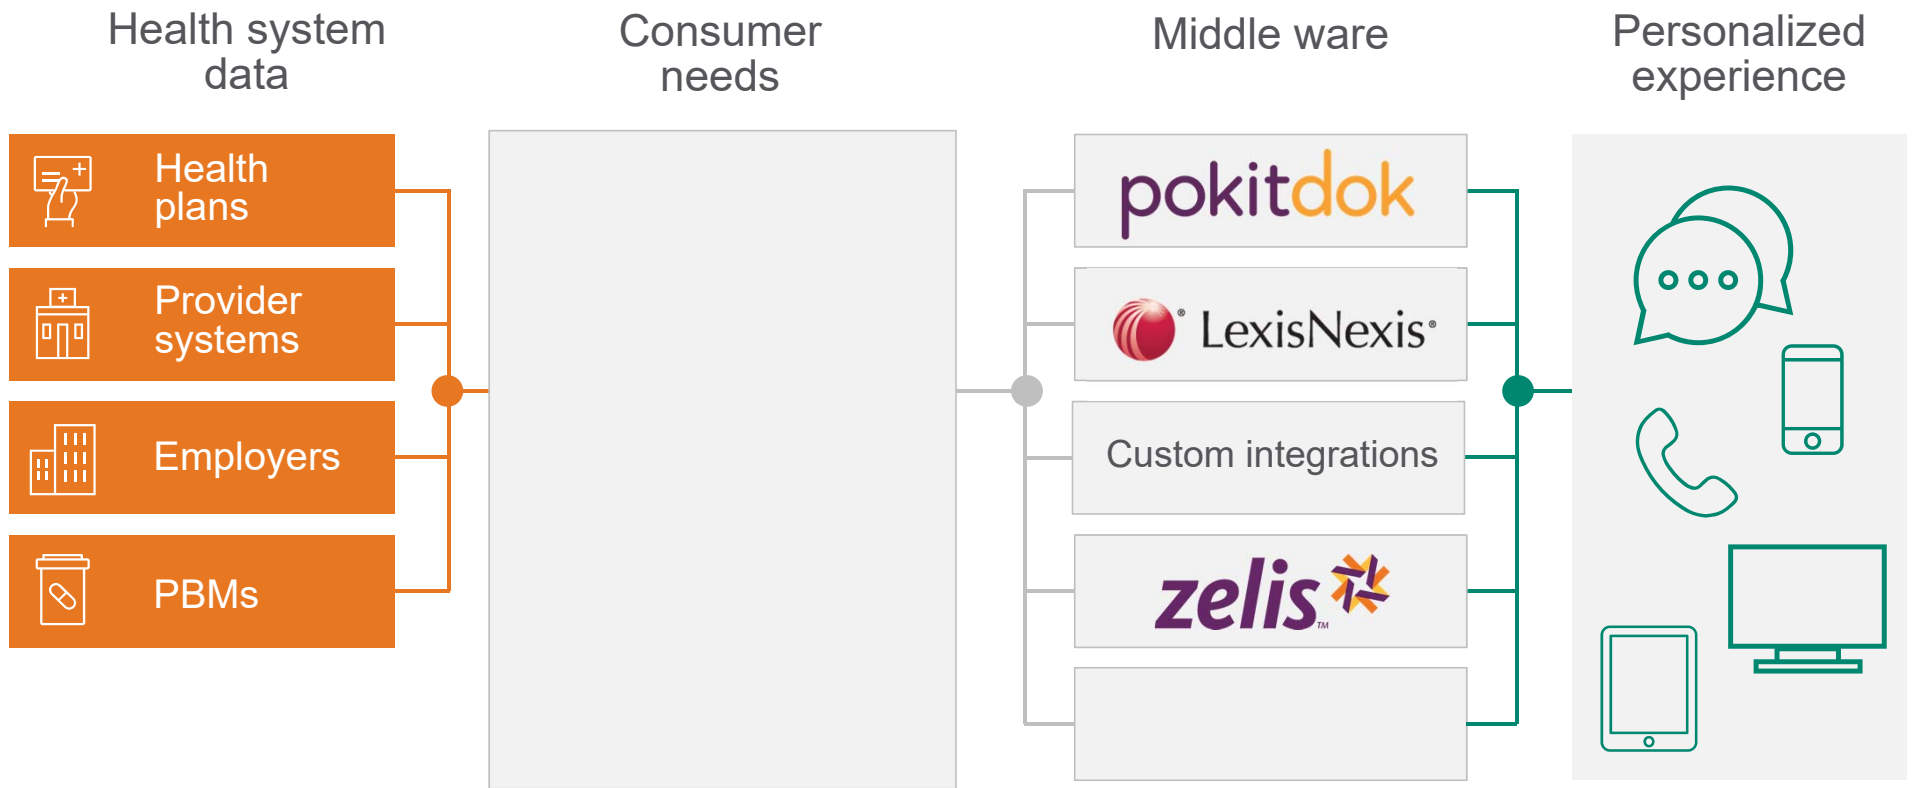 Health system
data
Consumer
needs
Middle ware
Personalized
experience
Health
plans
Provider
systems
Employers
PBMs
pokitdok
® LexisNexis®
Custom integrations
zelis™